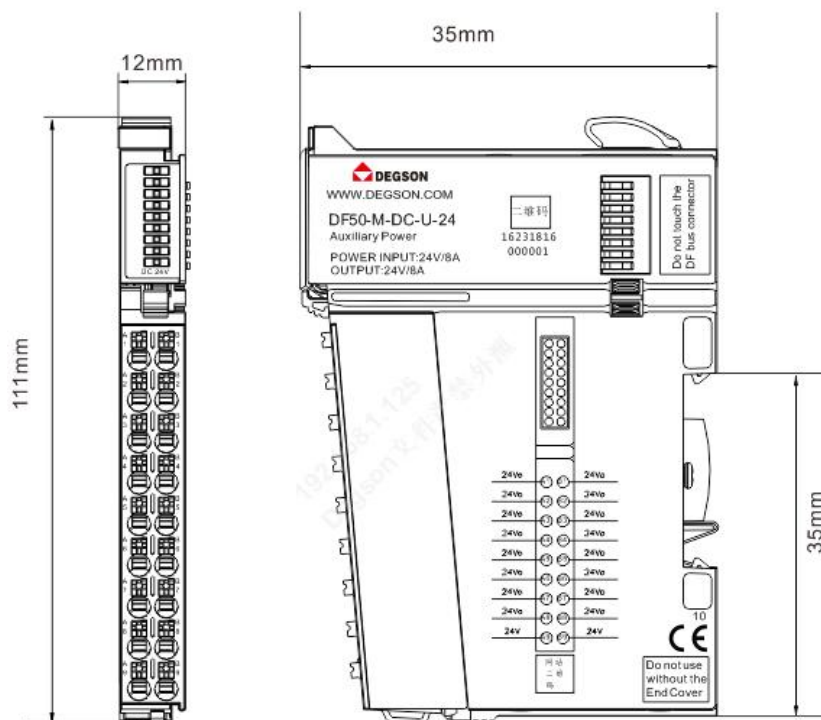 35mm
12mm
111mm
DC 24V
DEGSON
WWW.DEGSON.COM
DF50-M-DC-U-24
Auxiliary Power
POWER INPUT:24V/8A
OUTPUT:24V/8A
二维码
16231816
000001
Do not touch the
DF bus connector
24Vo 24Vo
24Vo 24Vo
24Vo 24Vo
24Vo 24Vo
24Vo 24Vo
24Vo 24Vo
24Vo 24Vo
24Vo 24Vo
24V 24V
35mm
10
CE
Do not use
without the
End Cover